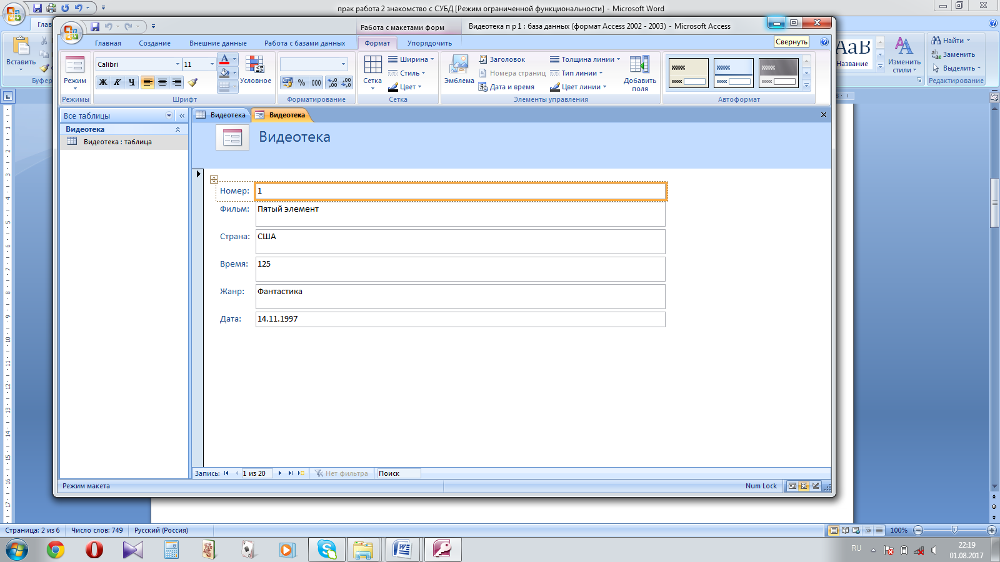 прак работа 2 знакомство с СУБД [Режим ограниченной функциональности] - Microsoft Word
Глав
Работа с макетами форм
Видеотека п р 1 : база данных (формат Access 2002 - 2003) - Microsoft Access
Свернуть
Главная Создание Внешние данные Работа с базами данных Формат Упорядочить
Вставить
Буфер
Режим
Режимы
Calibri 11
Ж К Ч
Условное
Шрифт
% 000 ,00 ,00
Форматирование
Сетка
Ширина
Стиль
Цвет
Сетка
Эмблема
Заголовок
Номера страниц
Дата и время
Толщина линии
Тип линии
Цвет линии
Добавить поля
Элементы управления
Автоформат
АаВ
Название
Изменить стили
Найти
Заменить
Выделить
Редактирование
Все таблицы
Видеотека
Видеотека : таблица
Видеотека Видеотека
Видеотека
Номер: 1
Фильм: Пятый элемент
Страна: США
Время: 125
Жанр: Фантастика
Дата: 14.11.1997
Запись: 1 из 20 Нет фильтра Поиск
Режим макета Num Lock
Страница: 2 из 6 Число слов: 749 Русский (Россия) 100%
RU 22:19
01.08.2017